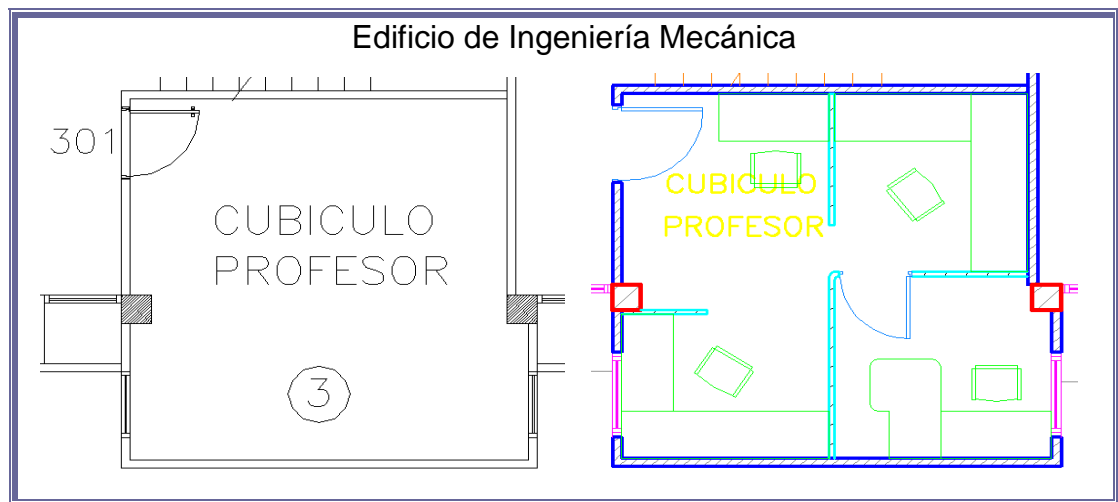 Edificio de Ingeniería Mecánica
301
CUBICULO
PROFESOR
3
CUBICULO
PROFESOR